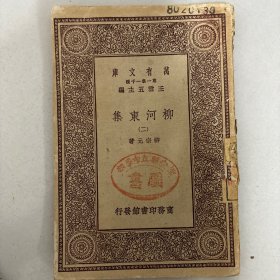 8020439
萬有文庫
第一集一千種
王雲五主編
柳河東集
(二)
柳宗元著
商務印書館發行